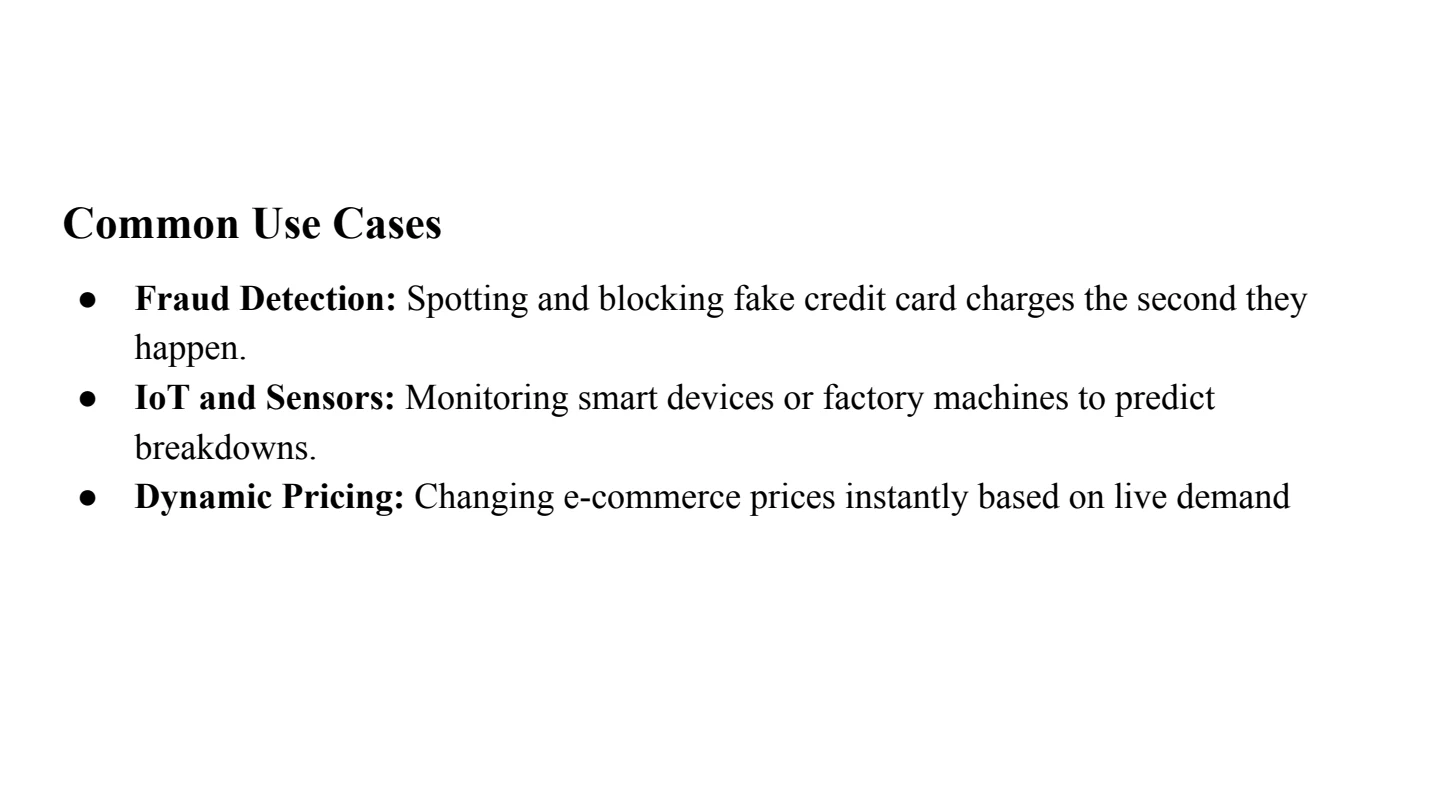 Common Use Cases
● Fraud Detection: Spotting and blocking fake credit card charges the second they
happen.
● IoT and Sensors: Monitoring smart devices or factory machines to predict
breakdowns.
● Dynamic Pricing: Changing e-commerce prices instantly based on live demand